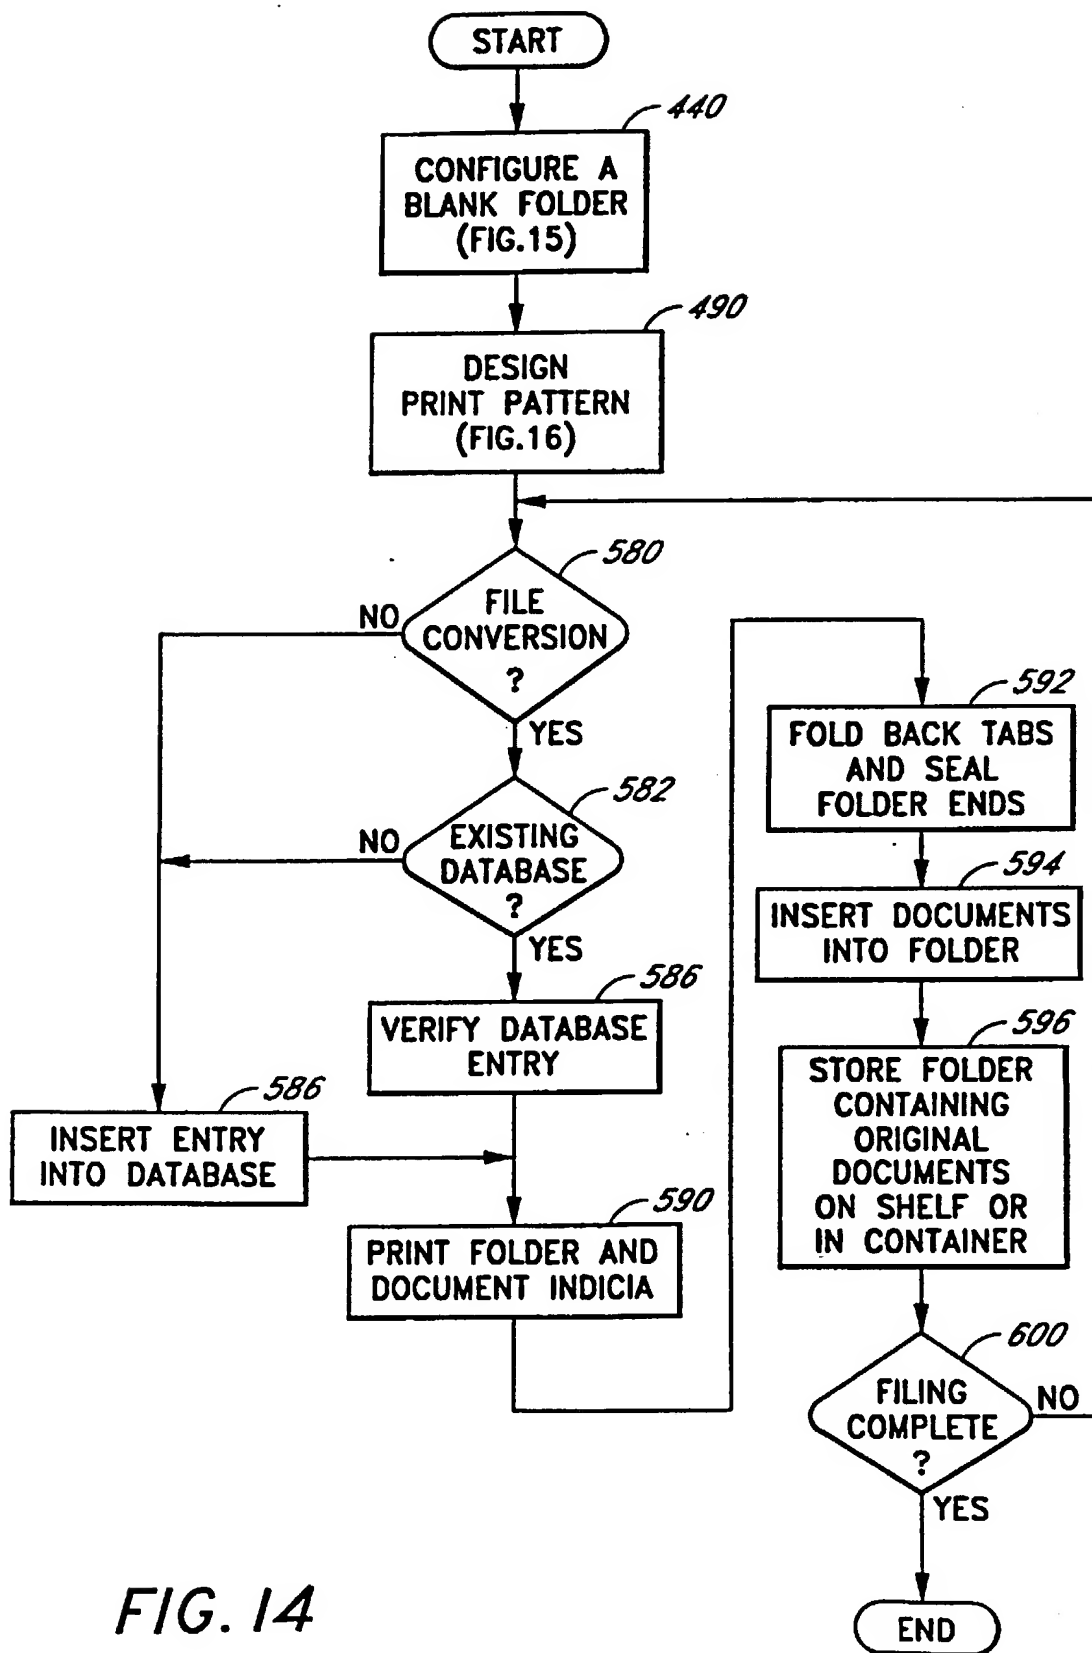 START
440
CONFIGURE A
BLANK FOLDER
(FIG.15)
490
DESIGN
PRINT PATTERN
(FIG.16)
580
FILE
CONVERSION
?
NO
YES
582
EXISTING
DATABASE
?
NO
YES
586
VERIFY DATABASE
ENTRY
586
INSERT ENTRY
INTO DATABASE
590
PRINT FOLDER AND
DOCUMENT INDICIA
592
FOLD BACK TABS
AND SEAL
FOLDER ENDS
594
INSERT DOCUMENTS
INTO FOLDER
596
STORE FOLDER
CONTAINING
ORIGINAL
DOCUMENTS
ON SHELF OR
IN CONTAINER
600
FILING
COMPLETE
?
NO
YES
END
FIG. 14